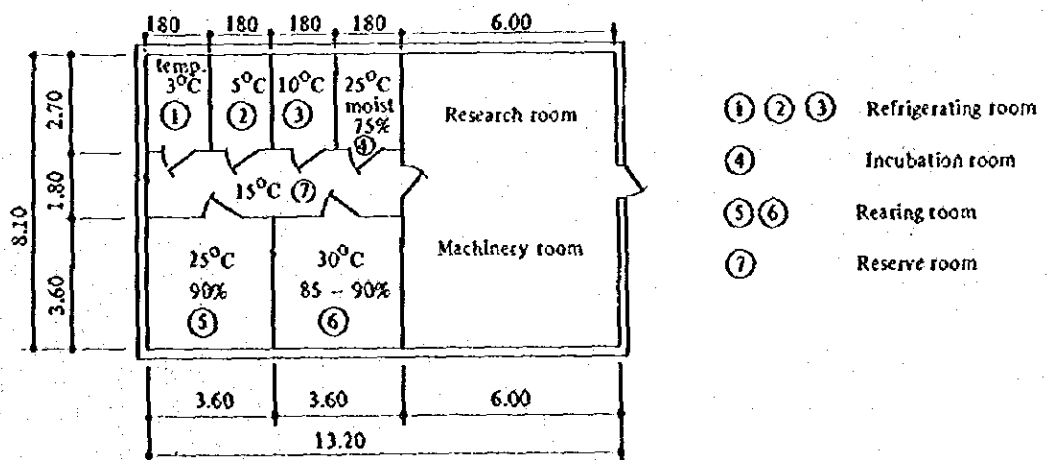 180 180 180 180 6.00
temp.
3°C 5°C 10°C 25°C
moist
75%
① ② ③ ④
Research room
2.70
1.80
8.10
3.60
15°C ⑦
25°C 30°C
90% 85 – 90%
⑤ ⑥
Machinery room
3.60 3.60 6.00
13.20
① ② ③ Refrigerating room
④ Incubation room
⑤ ⑥ Rearing room
⑦ Reserve room